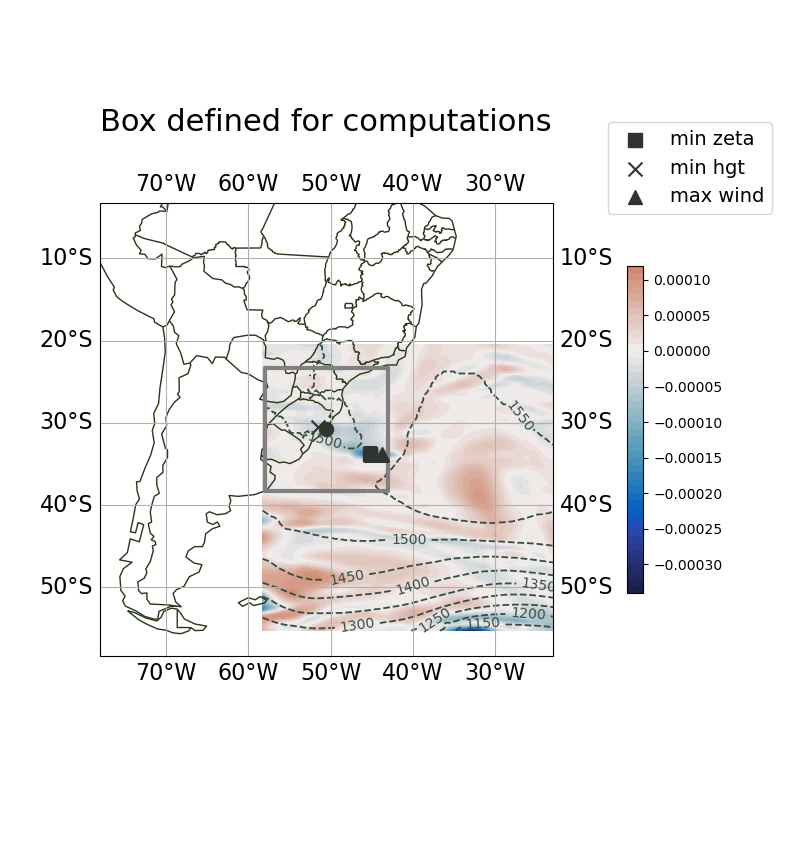 Box defined for computations
min zeta
min hgt
max wind
70°W 60°W 50°W 40°W 30°W
10°S 10°S
20°S 20°S
30°S 30°S
40°S 40°S
50°S 50°S
70°W 60°W 50°W 40°W 30°W
1550
1500
1500
1450
1400
1350
1300
1250
1200
1150
0.00010
0.00005
0.00000
−0.00005
−0.00010
−0.00015
−0.00020
−0.00025
−0.00030